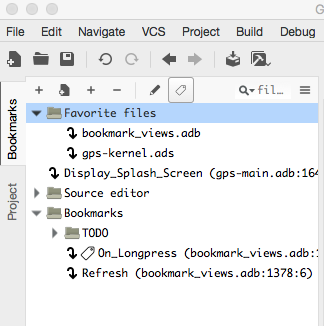 G
File Edit Navigate VCS Project Build Debug
fil...
Bookmarks
Project
Favorite files
bookmark_views.adb
gps-kernel.ads
Display_Splash_Screen (gps-main.adb:164
Source editor
Bookmarks
TODO
On_Longpress (bookmark_views.adb:1
Refresh (bookmark_views.adb:1378:6)